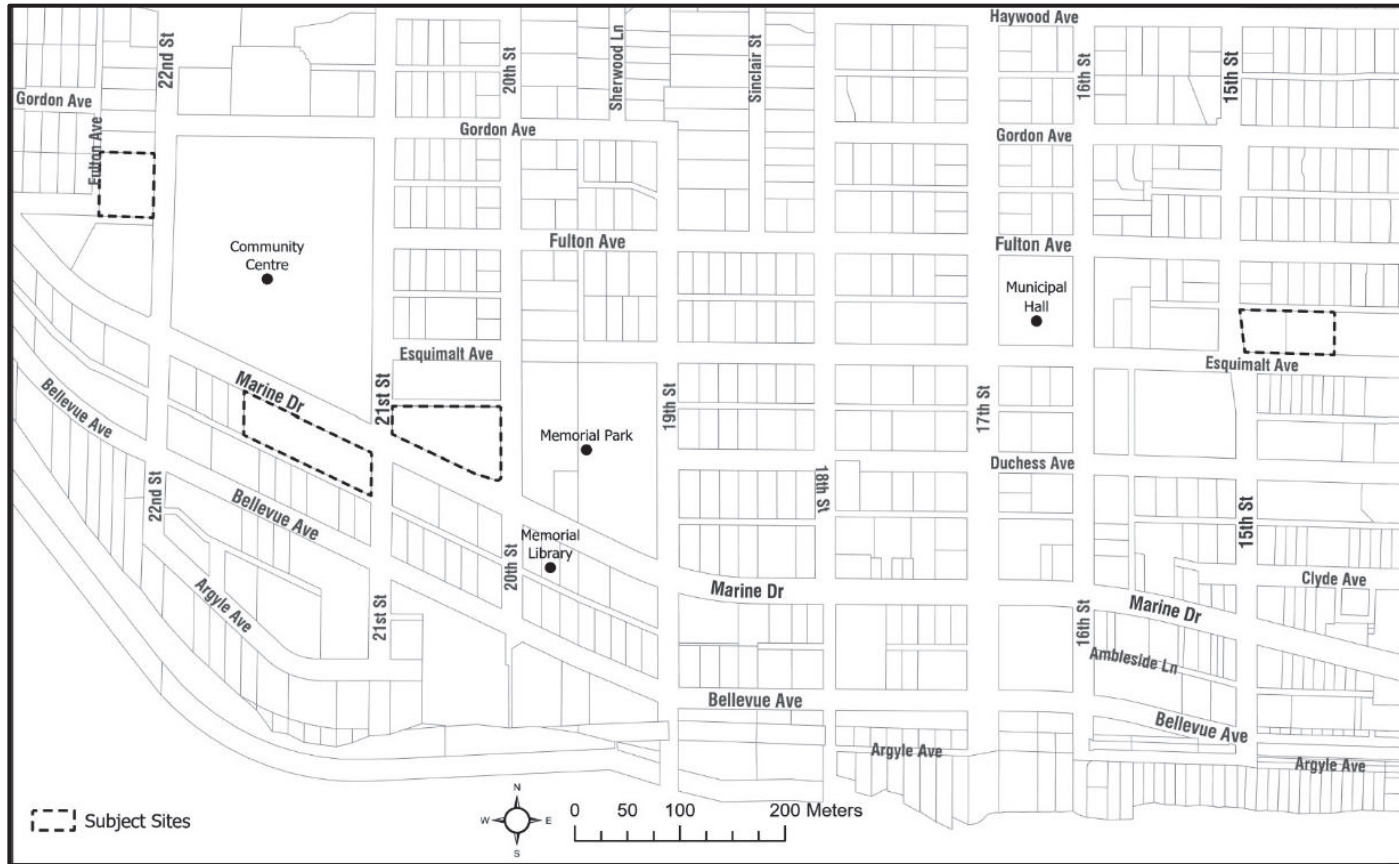 Haywood Ave
22nd St
20th St
Sherwood Ln
Sinclair St
16th St
15th St
Gordon Ave
Fulton Ave
Gordon Ave
Gordon Ave
Community
Centre
Fulton Ave
Fulton Ave
Municipal
Hall
Esquimalt Ave
Esquimalt Ave
Marine Dr
Bellevue Ave
21st St
19th St
17th St
Memorial Park
18th St
Duchess Ave
22nd St
Bellevue Ave
20th St
Memorial
Library
15th St
Argyle Ave
21st St
Marine Dr
16th St
Clyde Ave
Marine Dr
Ambleside Ln
Bellevue Ave
Bellevue Ave
Argyle Ave
Argyle Ave
Subject Sites
N
W
E
S
0 50 100 200 Meters